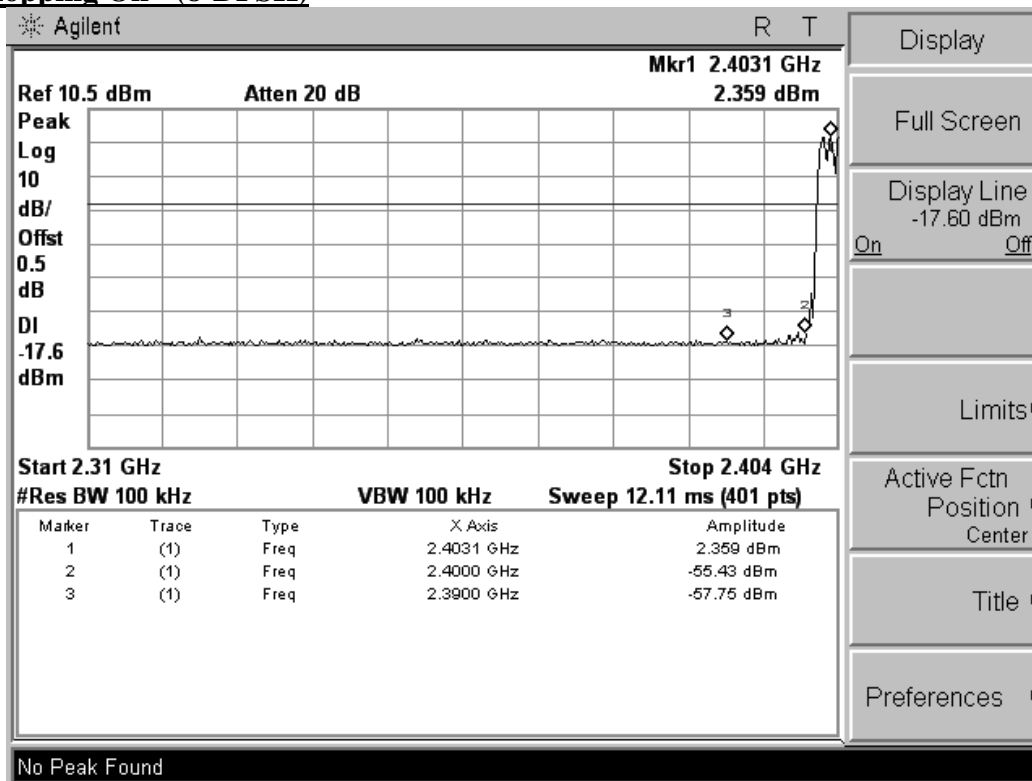 Agilent R T
Mkr1 2.4031 GHz
Ref 10.5 dBm Atten 20 dB 2.359 dBm
Peak
Log
10
dB/
Offst
0.5
dB
DI
-17.6
dBm
1
2
3
Start 2.31 GHz Stop 2.404 GHz
#Res BW 100 kHz VBW 100 kHz Sweep 12.11 ms (401 pts)
Marker Trace Type X Axis Amplitude
1 (1) Freq 2.4031 GHz 2.359 dBm
2 (1) Freq 2.4000 GHz -55.43 dBm
3 (1) Freq 2.3900 GHz -57.75 dBm
No Peak Found
Display
Full Screen
Display Line
-17.60 dBm
On Off
Limits
Active Fctn
Position
Center
Title
Preferences